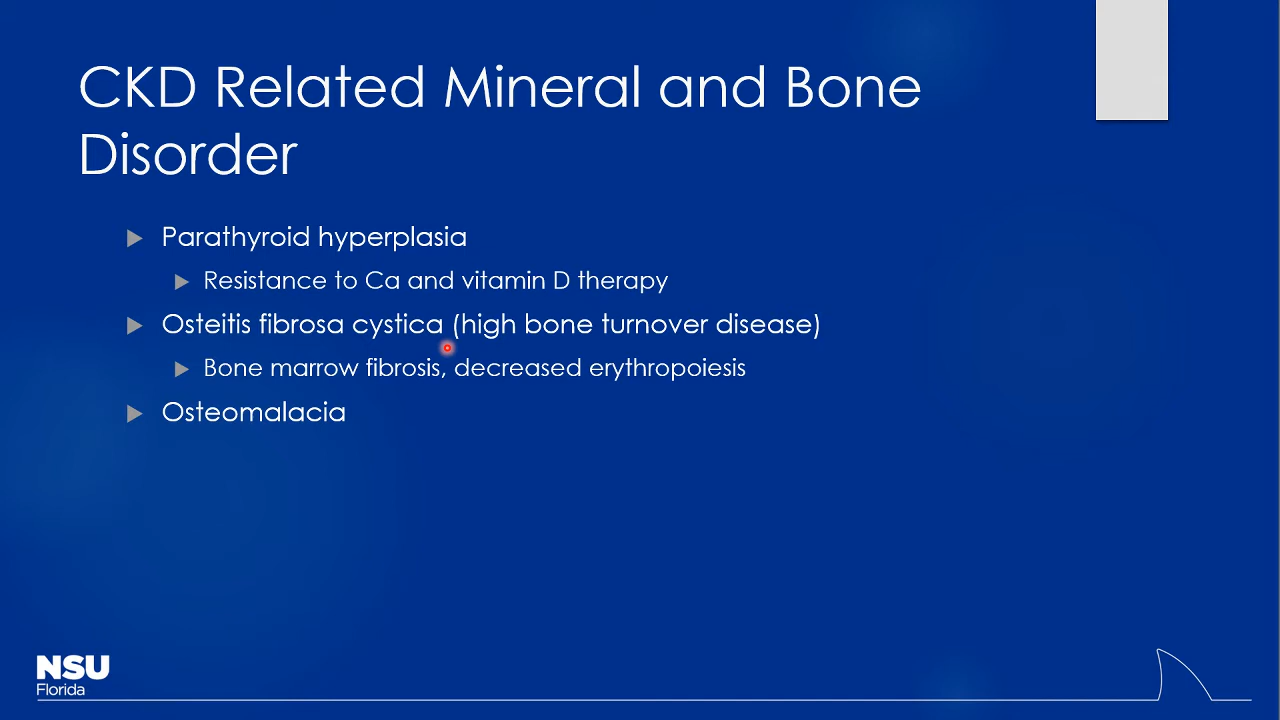 CKD Related Mineral and Bone
Disorder
Parathyroid hyperplasia
Resistance to Ca and vitamin D therapy
Osteitis fibrosa cystica (high bone turnover disease)
Bone marrow fibrosis, decreased erythropoiesis
Osteomalacia
NSU
Florida